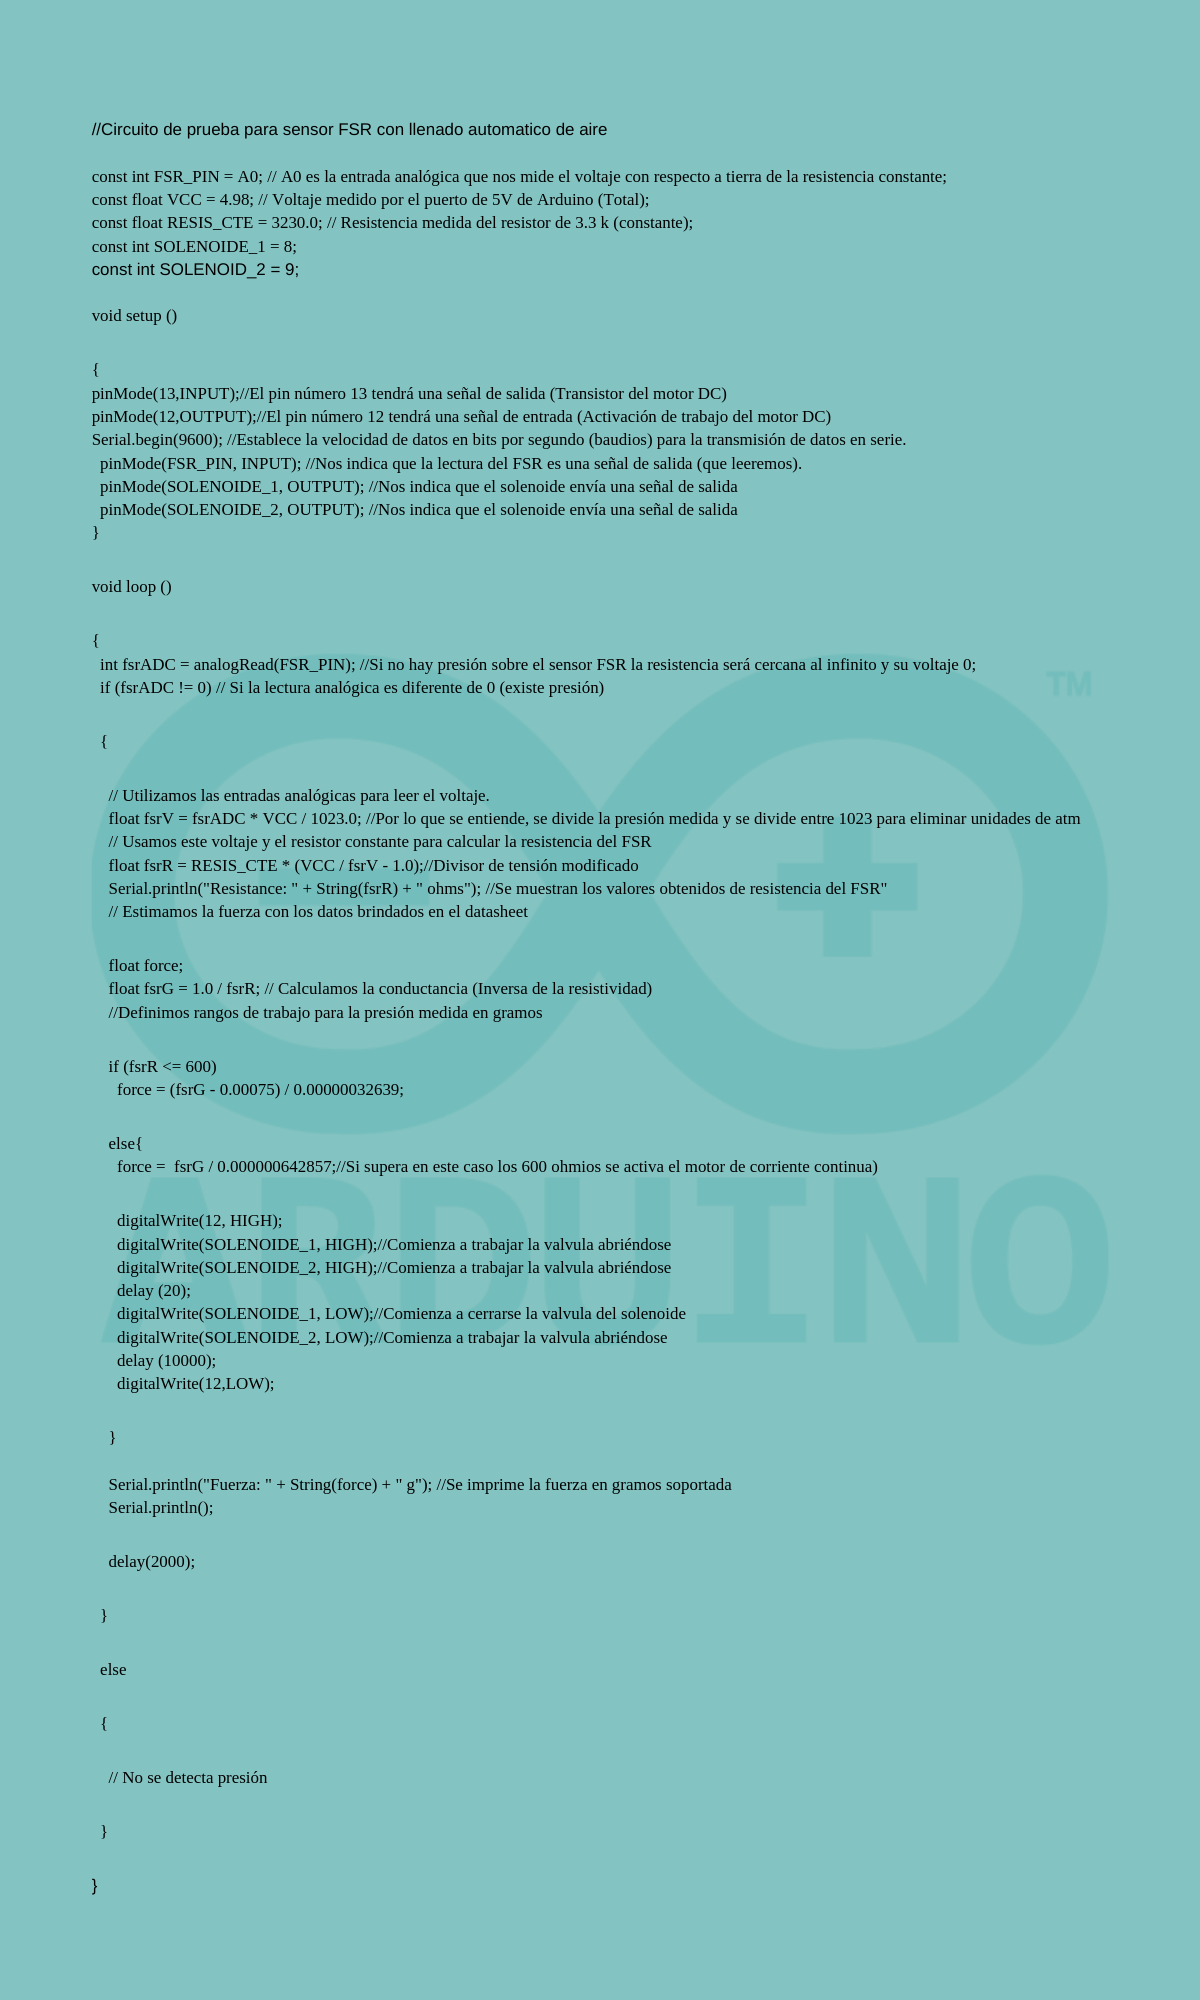 //Circuito de prueba para sensor FSR con llenado automatico de aire
const int FSR_PIN = A0; // A0 es la entrada analógica que nos mide el voltaje con respecto a tierra de la resistencia constante;
const float VCC = 4.98; // Voltaje medido por el puerto de 5V de Arduino (Total);
const float RESIS_CTE = 3230.0; // Resistencia medida del resistor de 3.3 k (constante);
const int SOLENOIDE_1 = 8;
const int SOLENOID_2 = 9;
void setup ()
{
pinMode(13,INPUT);//El pin número 13 tendrá una señal de salida (Transistor del motor DC)
pinMode(12,OUTPUT);//El pin número 12 tendrá una señal de entrada (Activación de trabajo del motor DC)
Serial.begin(9600); //Establece la velocidad de datos en bits por segundo (baudios) para la transmisión de datos en serie.
pinMode(FSR_PIN, INPUT); //Nos indica que la lectura del FSR es una señal de salida (que leeremos).
pinMode(SOLENOIDE_1, OUTPUT); //Nos indica que el solenoide envía una señal de salida
pinMode(SOLENOIDE_2, OUTPUT); //Nos indica que el solenoide envía una señal de salida
}
void loop ()
{
int fsrADC = analogRead(FSR_PIN); //Si no hay presión sobre el sensor FSR la resistencia será cercana al infinito y su voltaje 0;
if (fsrADC != 0) // Si la lectura analógica es diferente de 0 (existe presión)
TM
{
// Utilizamos las entradas analógicas para leer el voltaje.
float fsrV = fsrADC * VCC / 1023.0; //Por lo que se entiende, se divide la presión medida y se divide entre 1023 para eliminar unidades de atm
// Usamos este voltaje y el resistor constante para calcular la resistencia del FSR
float fsrR = RESIS_CTE * (VCC / fsrV - 1.0);//Divisor de tensión modificado
Serial.println("Resistance: " + String(fsrR) + " ohms"); //Se muestran los valores obtenidos de resistencia del FSR"
// Estimamos la fuerza con los datos brindados en el datasheet
float force;
float fsrG = 1.0 / fsrR; // Calculamos la conductancia (Inversa de la resistividad)
//Definimos rangos de trabajo para la presión medida en gramos
if (fsrR <= 600)
force = (fsrG - 0.00075) / 0.00000032639;
else{
force =  fsrG / 0.000000642857;//Si supera en este caso los 600 ohmios se activa el motor de corriente continua)
ARDUINO
digitalWrite(12, HIGH);
digitalWrite(SOLENOIDE_1, HIGH);//Comienza a trabajar la valvula abriéndose
digitalWrite(SOLENOIDE_2, HIGH);//Comienza a trabajar la valvula abriéndose
delay (20);
digitalWrite(SOLENOIDE_1, LOW);//Comienza a cerrarse la valvula del solenoide
digitalWrite(SOLENOIDE_2, LOW);//Comienza a trabajar la valvula abriéndose
delay (10000);
digitalWrite(12,LOW);
}
Serial.println("Fuerza: " + String(force) + " g"); //Se imprime la fuerza en gramos soportada
Serial.println();
delay(2000);
}
else
{
// No se detecta presión
}
}